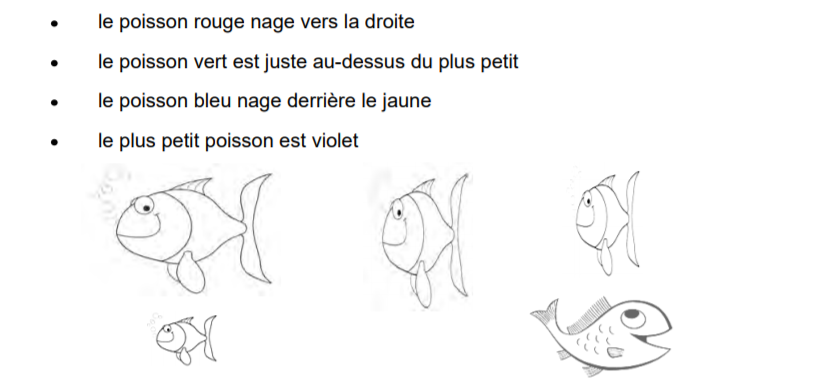 • le poisson rouge nage vers la droite
• le poisson vert est juste au-dessus du plus petit
• le poisson bleu nage derrière le jaune
• le plus petit poisson est violet